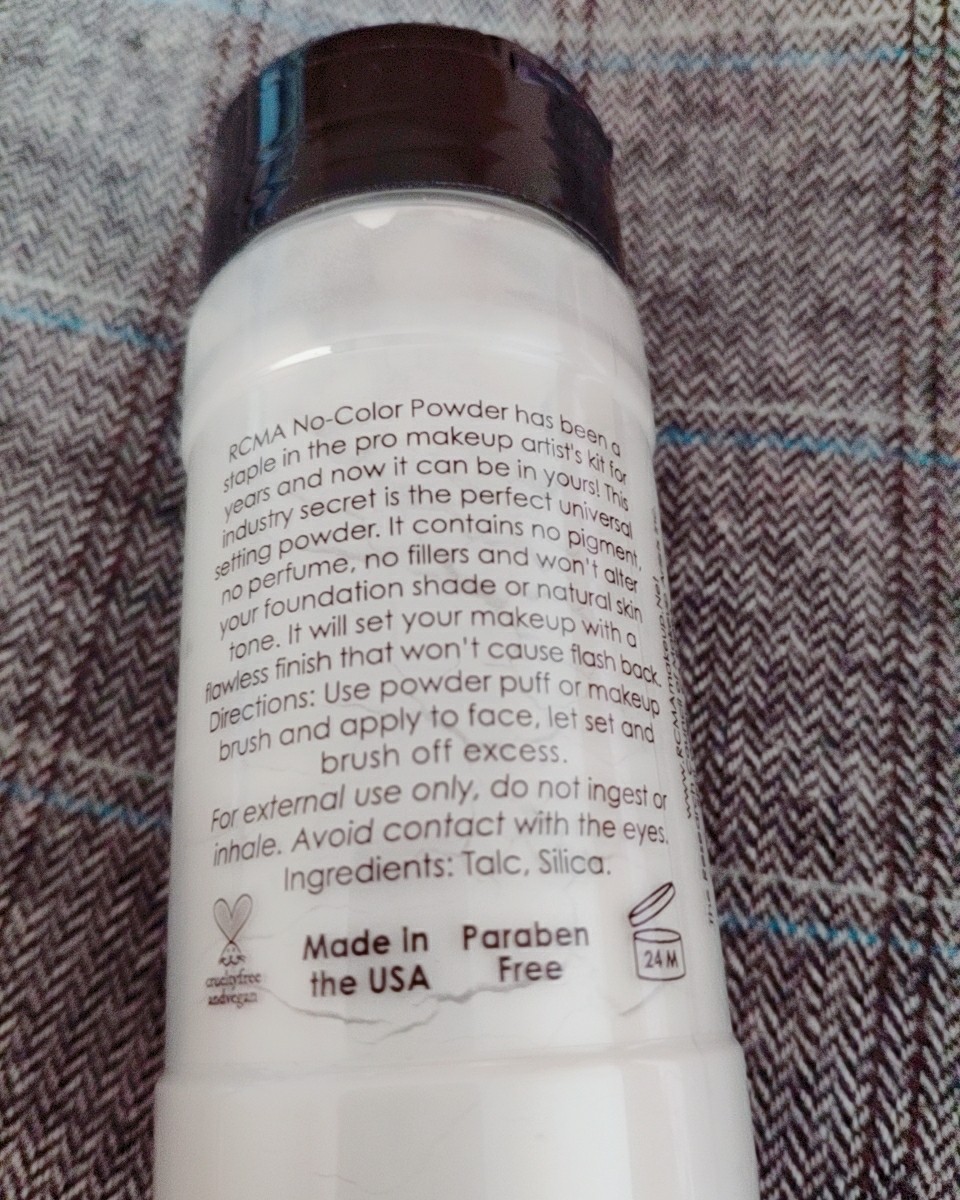 RCMA No-Color Powder has been a
staple in the pro makeup artist's kit for
years and now it can be in yours! This
industry secret is the perfect universal
setting powder. It contains no pigment,
no perfume, no fillers and won't alter
your foundation shade or natural skin
tone. It will set your makeup with a
flawless finish that won't cause flash back.
Directions: Use powder puff or makeup
brush and apply to face, let set and
brush off excess.
For external use only, do not ingest or
inhale. Avoid contact with the eyes.
Ingredients: Talc, Silica.
crueltyfree
andvegan
Made in
the USA
Paraben
Free
24 M
www.RCMAmakeup.Net